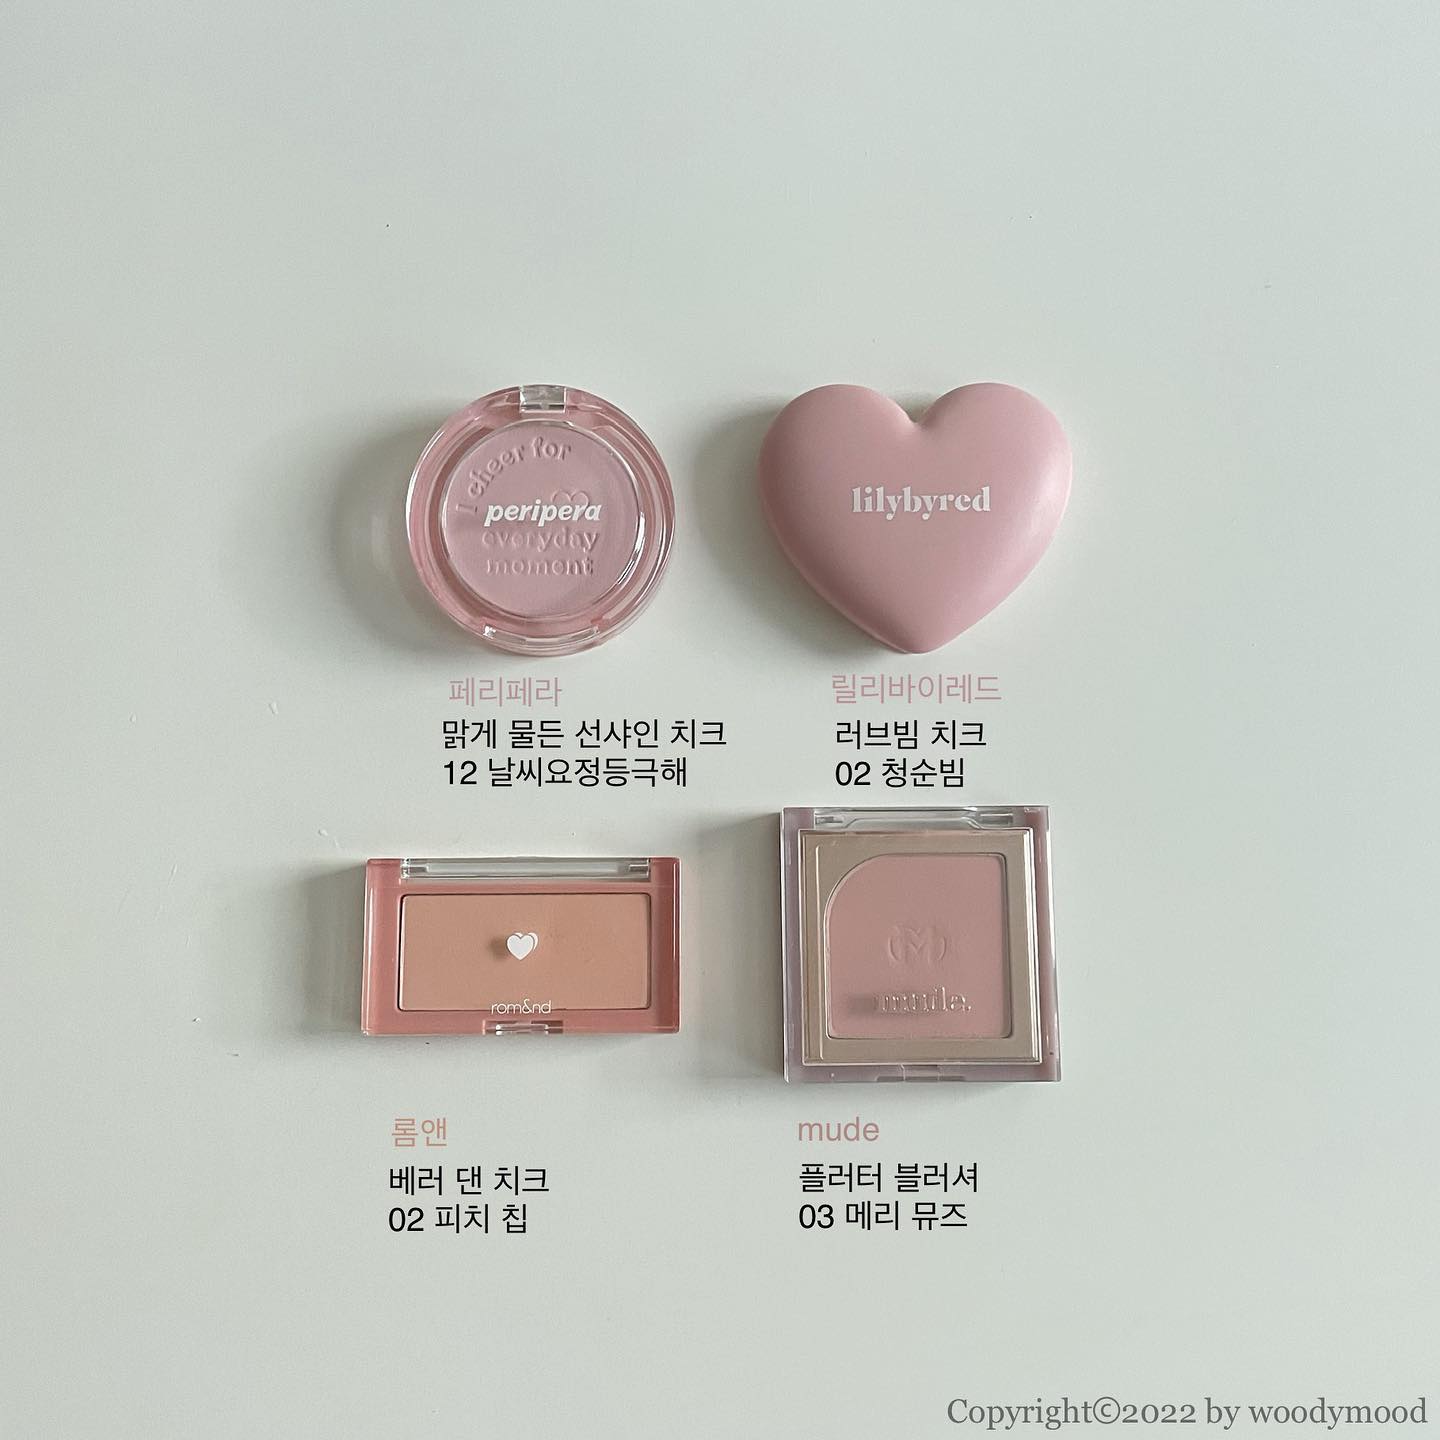 I cheer for
peripera
everyday
moment
lilybyred
페리페라
맑게 물든 선샤인 치크
12 날씨요정등극해
릴리바이레드
러브빔 치크
02 청순빔
rom&nd
mude.
롬앤
베러 댄 치크
02 피치 칩
mude
플러터 블러셔
03 메리 뮤즈
Copyright©2022 by woodymood